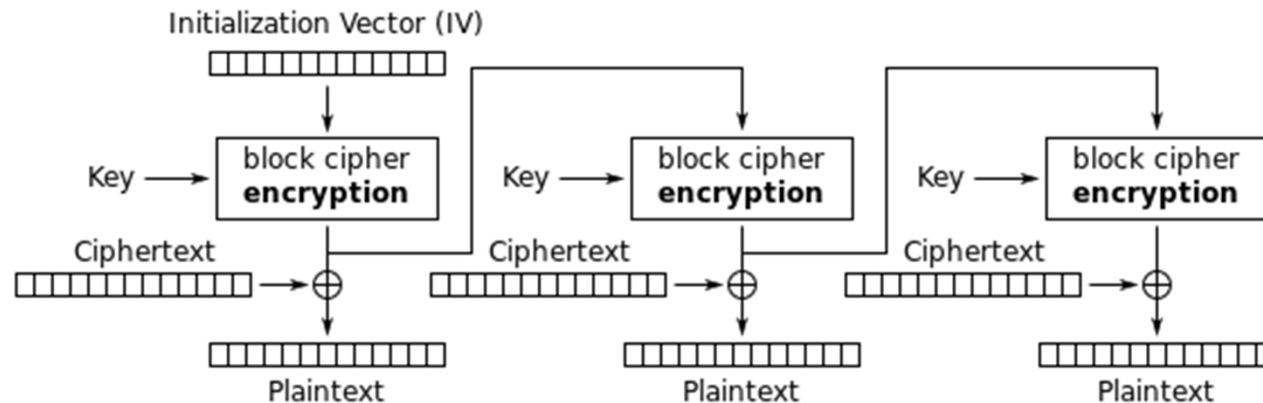 Initialization Vector (IV)
Key
block cipher
encryption
Key
block cipher
encryption
Key
block cipher
encryption
Ciphertext
Ciphertext
Ciphertext
Plaintext
Plaintext
Plaintext